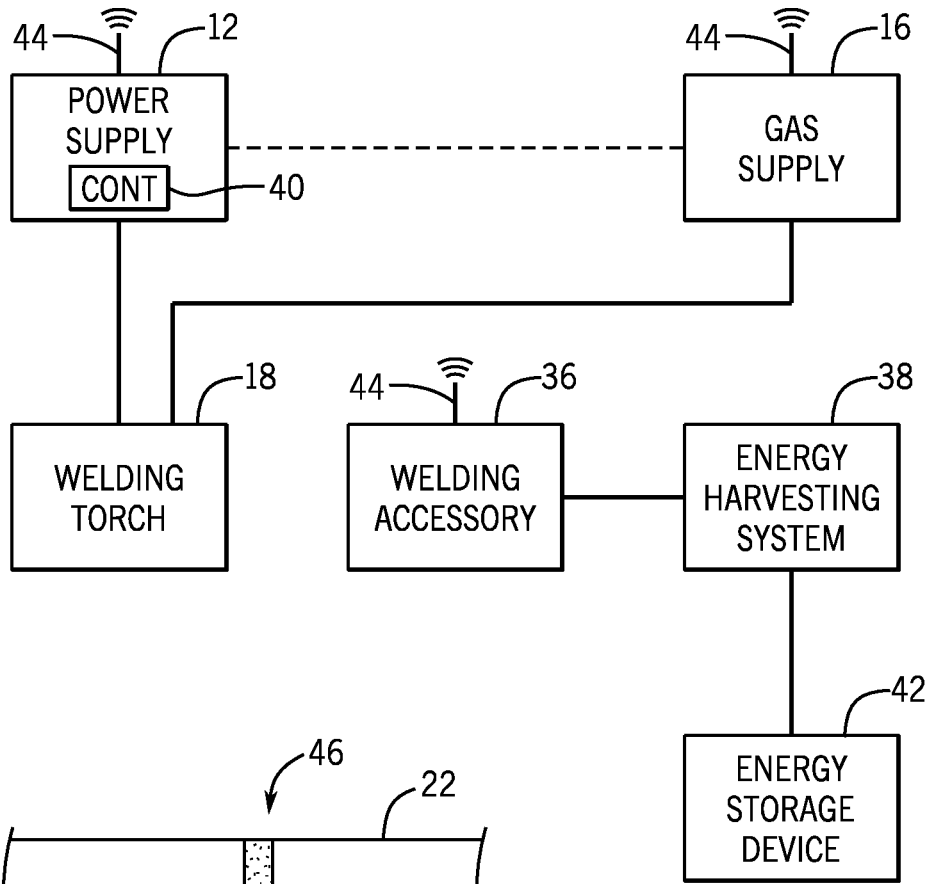 44
12
44
16
POWER
SUPPLY
CONT
40
GAS
SUPPLY
18
44
36
38
WELDING
TORCH
WELDING
ACCESSORY
ENERGY
HARVESTING
SYSTEM
42
46
22
ENERGY
STORAGE
DEVICE